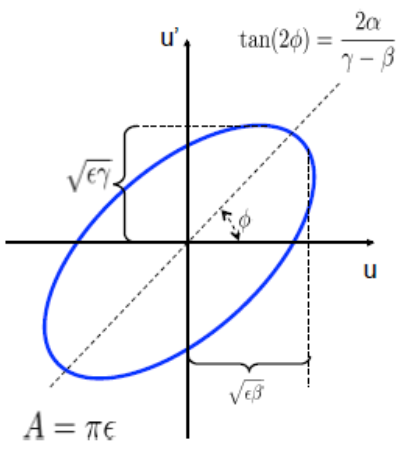 u'
tan(2ϕ) = 2α / (γ − β)
√ϵγ
ϕ
u
√ϵβ
A = πϵ